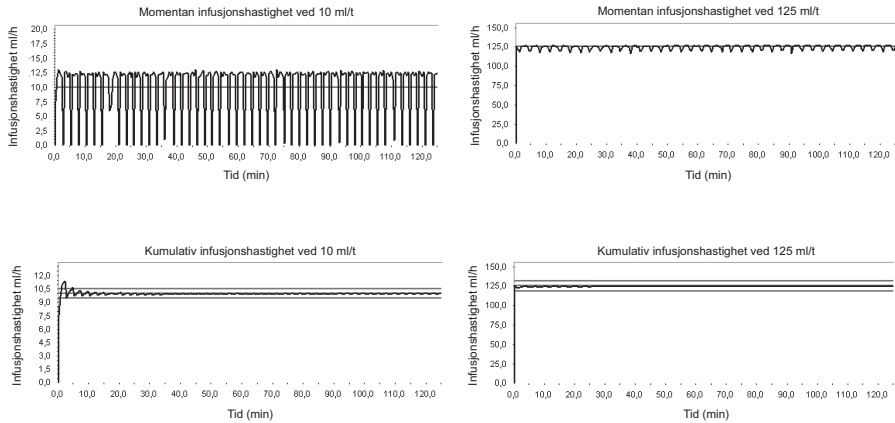 Momentan infusjonshastighet ved 10 ml/t
Infusjonshastighet ml/h
20,0
17,5
15,0
12,5
10,0
7,5
5,0
2,5
0,0
0,0 10,0 20,0 30,0 40,0 50,0 60,0 70,0 80,0 90,0 100,0 110,0 120,0
Tid (min)
Momentan infusjonshastighet ved 125 ml/t
Infusjonshastighet ml/h
150,0
125,0
100,0
75,0
50,0
25,0
0,0
0,0 10,0 20,0 30,0 40,0 50,0 60,0 70,0 80,0 90,0 100,0 110,0 120,0
Tid (min)
Kumulativ infusjonshastighet ved 10 ml/t
Infusjonshastighet ml/h
12,0
10,5
9,0
7,5
6,0
4,5
3,0
1,5
0,0
0,0 10,0 20,0 30,0 40,0 50,0 60,0 70,0 80,0 90,0 100,0 110,0 120,0
Tid (min)
Kumulativ infusjonshastighet ved 125 ml/t
Infusjonshastighet ml/h
150,0
125,0
100,0
75,0
50,0
25,0
0,0
0,0 10,0 20,0 30,0 40,0 50,0 60,0 70,0 80,0 90,0 100,0 110,0 120,0
Tid (min)